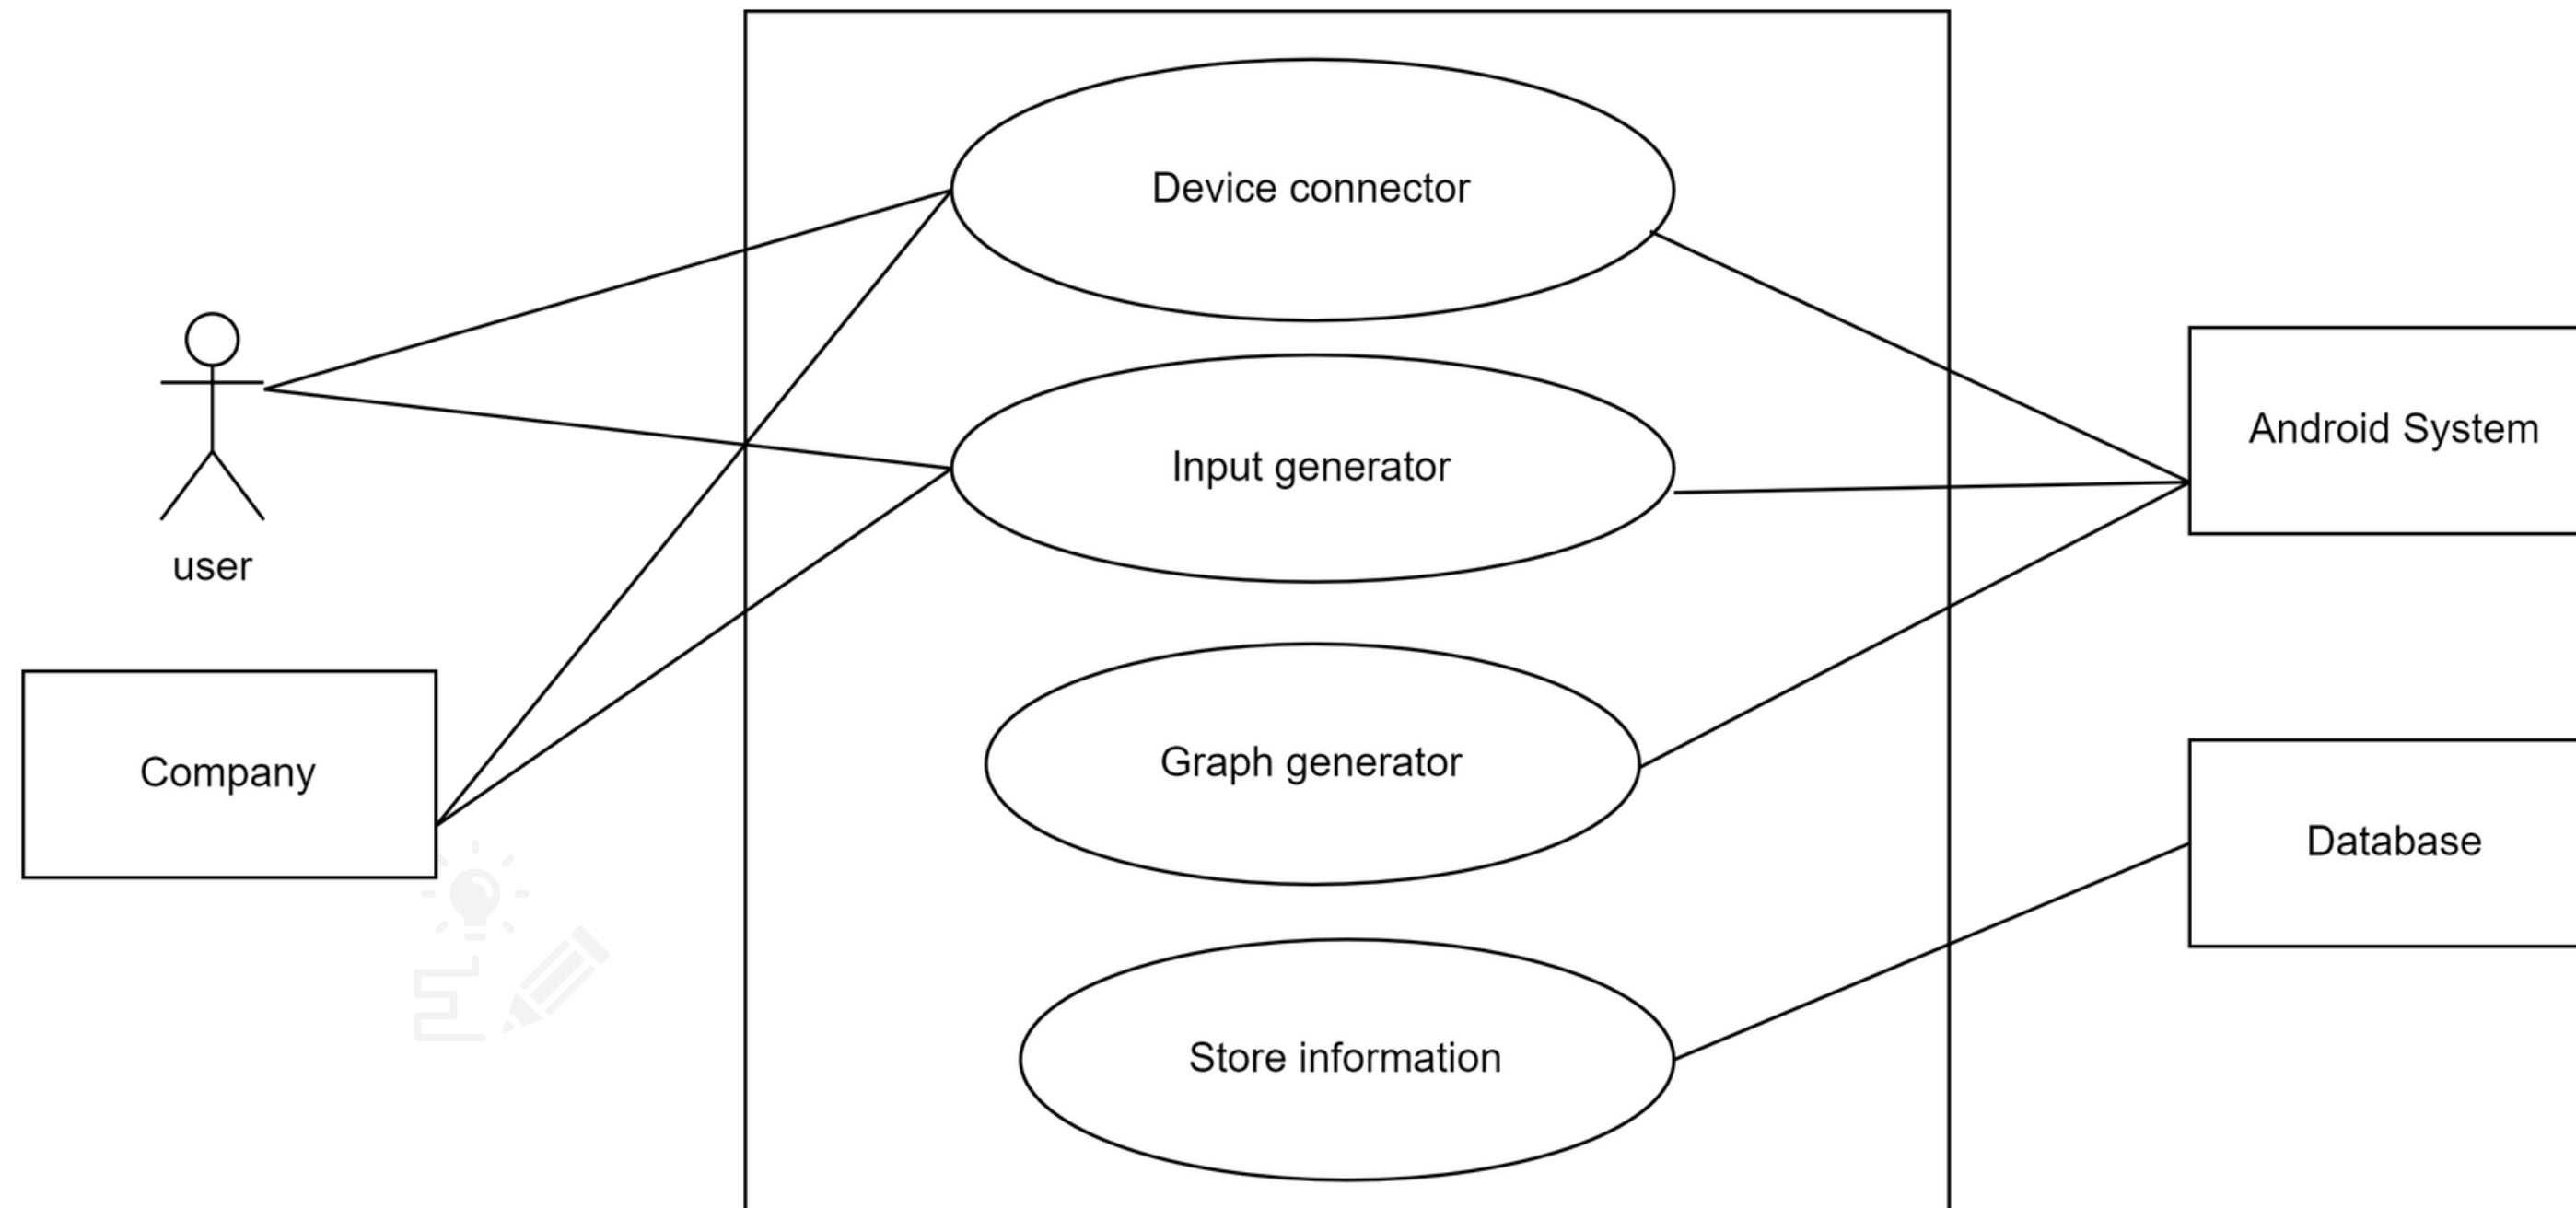 Device connector
Android System
Input generator
user
Graph generator
Company
Database
Store information